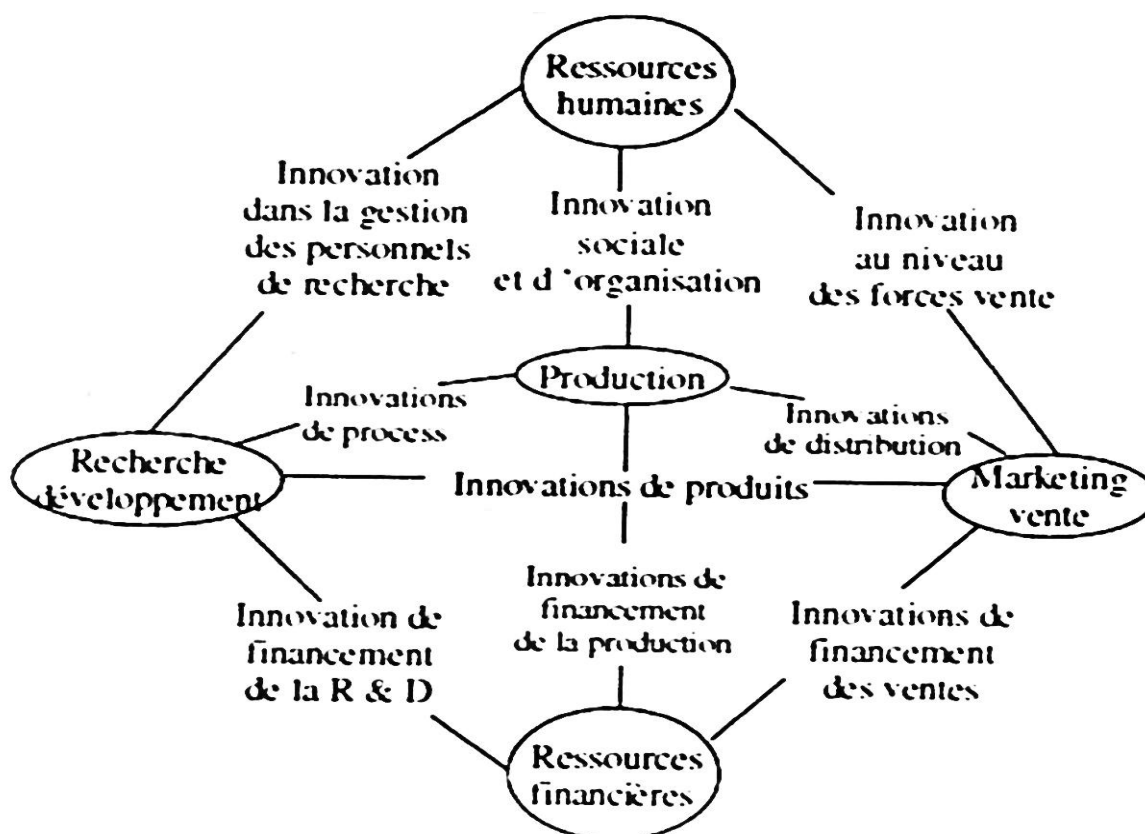 Ressources
humaines
Innovation
dans la gestion
des personnels
de recherche
Innovation
sociale
et d 'organisation
Innovation
au niveau
des forces vente
Production
Innovations
de process
Innovations
de distribution
Recherche
développement
Innovations de produits
Marketing
vente
Innovation de
financement
de la R & D
Innovations de
financement
de la production
Innovations de
financement
des ventes
Ressources
financières